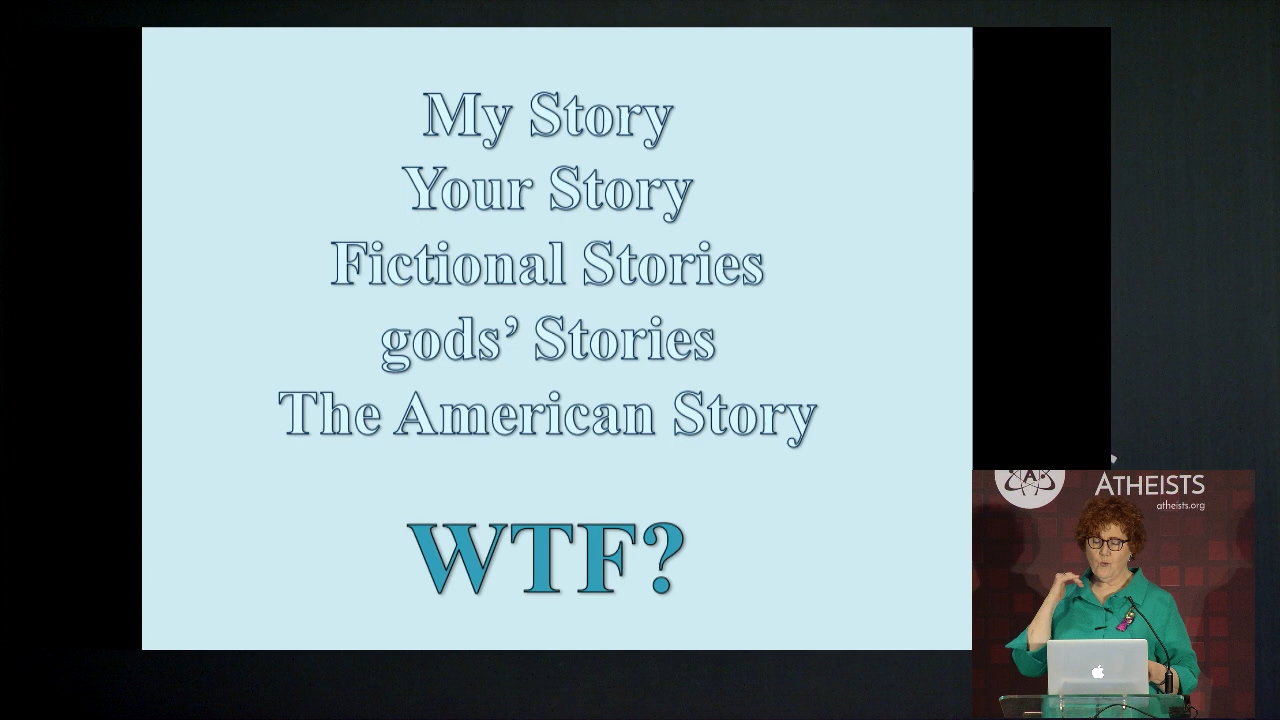 My Story
Your Story
Fictional Stories
gods’ Stories
The American Story
WTF?
A
ATHEISTS
atheists.org